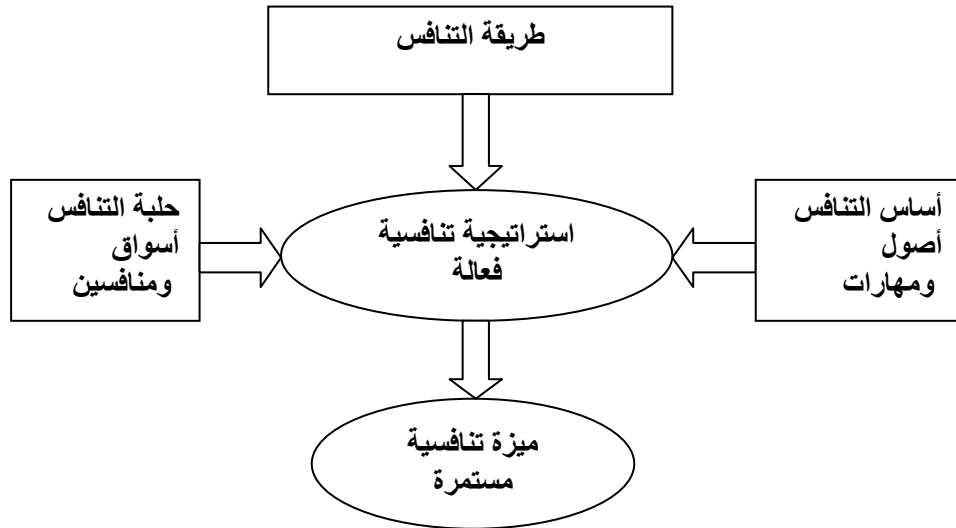 طريقة التنافس
أساس التنافس
أصول
ومهارات
استراتيجية تنافسية
فعالة
حلبة التنافس
أسواق
ومنافسين
ميزة تنافسية
مستمرة